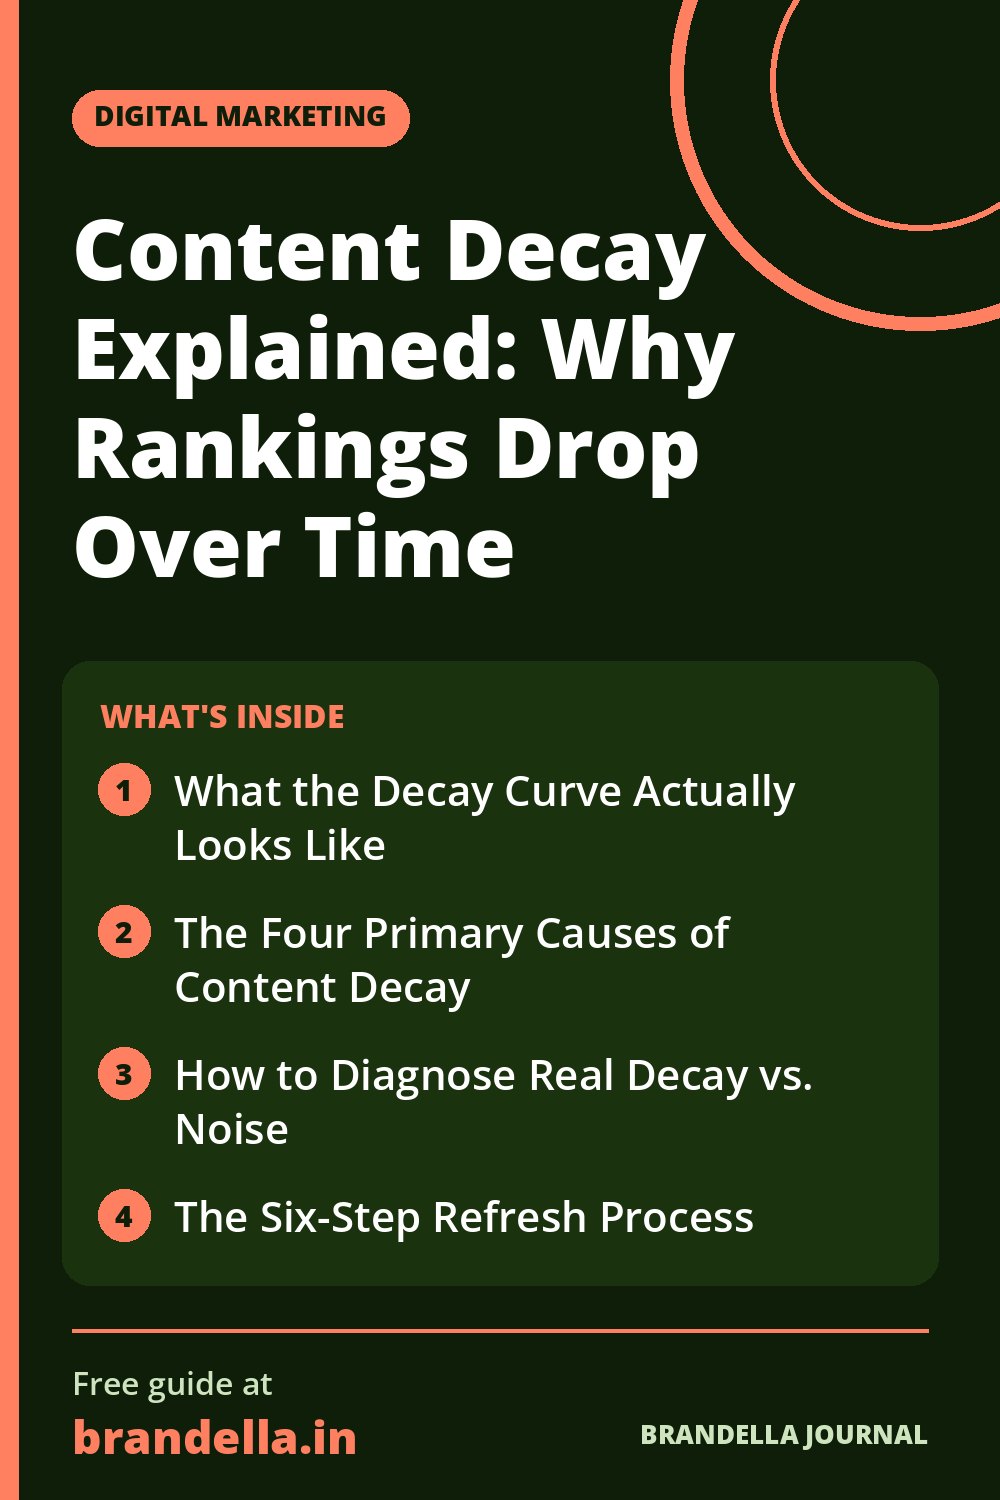 DIGITAL MARKETING
Content Decay
Explained: Why
Rankings Drop
Over Time
WHAT'S INSIDE
1 What the Decay Curve Actually
Looks Like
2 The Four Primary Causes of
Content Decay
3 How to Diagnose Real Decay vs.
Noise
4 The Six-Step Refresh Process
Free guide at
brandella.in
BRANDELLA JOURNAL